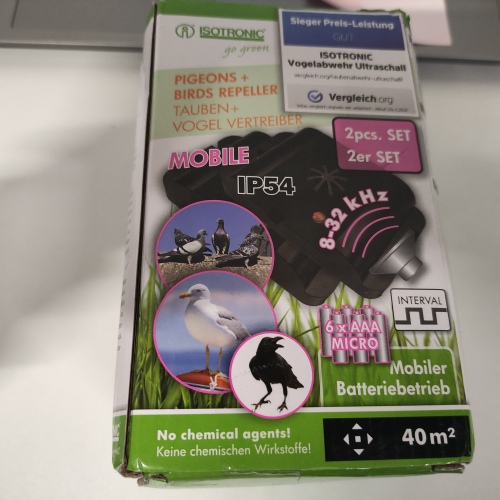 ISOTRONIC
go green
Sieger Preis-Leistung
GUT
ISOTRONIC
Vogelabwehr Ultraschall
Vergleich.org
PIGEONS +
BIRDS REPELLER
TAUBEN+
VOGEL VERTREIBER
2pcs. SET
2er SET
MOBILE
IP54
8-32 kHz
INTERVAL
6 x AAA
MICRO
Mobiler
Batteriebetrieb
No chemical agents!
Keine chemischen Wirkstoffe!
40 m²